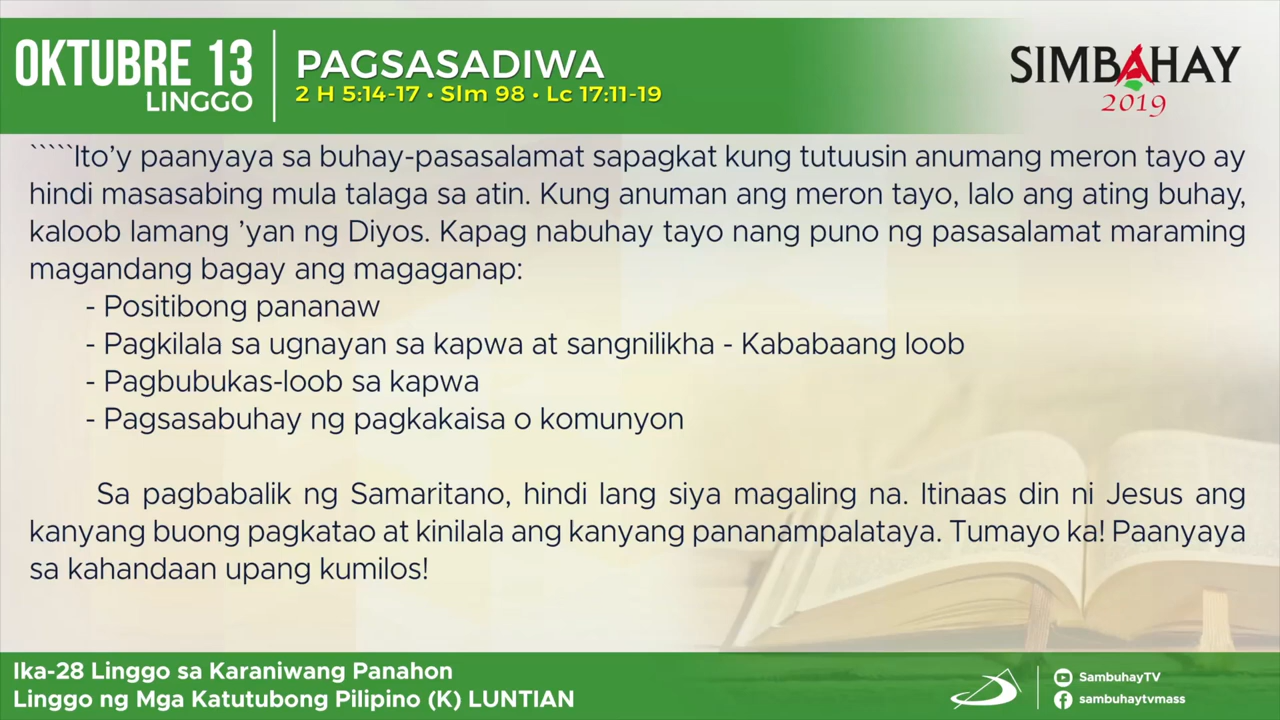 OKTUBRE 13
LINGGO
PAGSASADIWA
2 H 5:14-17 • Slm 98 • Lc 17:11-19
SIMBAHAY
2019
`````Ito’y paanyaya sa buhay-pasasalamat sapagkat kung tutuusin anumang meron tayo ay
hindi masasabing mula talaga sa atin. Kung anuman ang meron tayo, lalo ang ating buhay,
kaloob lamang ’yan ng Diyos. Kapag nabuhay tayo nang puno ng pasasalamat maraming
magandang bagay ang magaganap:
- Positibong pananaw
- Pagkilala sa ugnayan sa kapwa at sangnilikha - Kababaang loob
- Pagbubukas-loob sa kapwa
- Pagsasabuhay ng pagkakaisa o komunyon
Sa pagbabalik ng Samaritano, hindi lang siya magaling na. Itinaas din ni Jesus ang
kanyang buong pagkatao at kinilala ang kanyang pananampalataya. Tumayo ka! Paanyaya
sa kahandaan upang kumilos!
Ika-28 Linggo sa Karaniwang Panahon
Linggo ng Mga Katutubong Pilipino (K) LUNTIAN
SambuhayTV
sambuhaytvmass